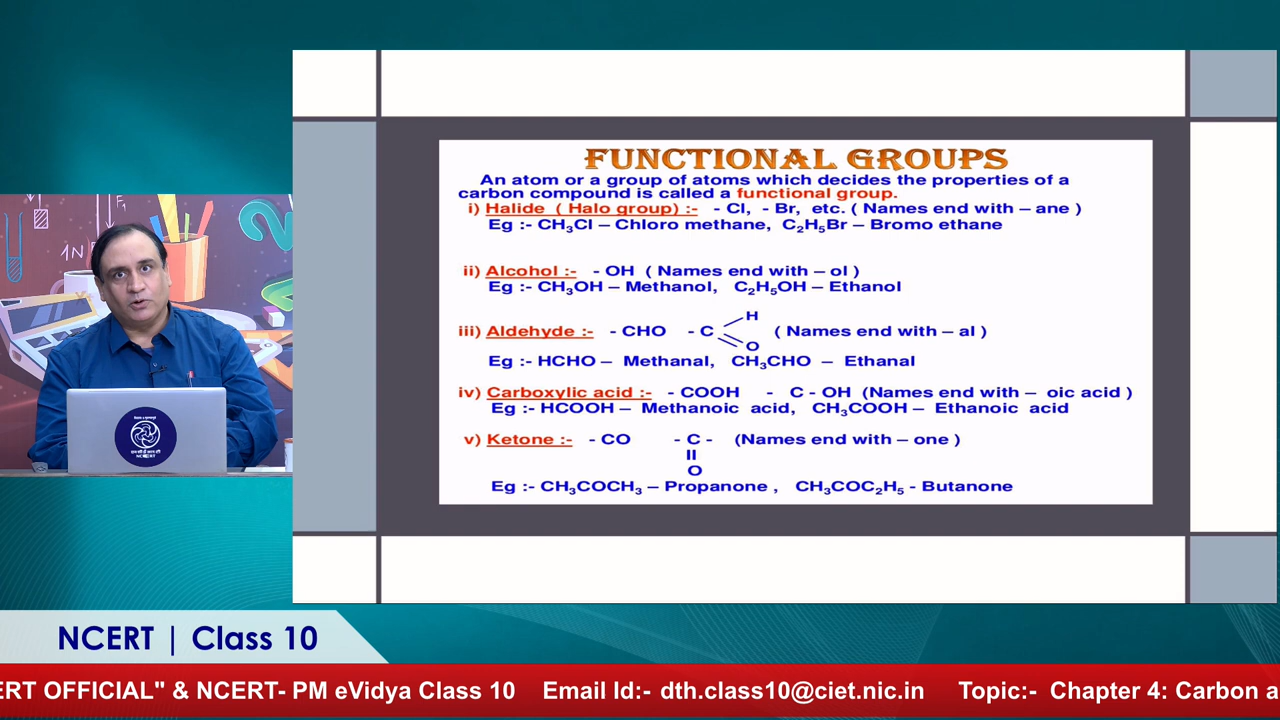 FUNCTIONAL GROUPS
An atom or a group of atoms which decides the properties of a
carbon compound is called a functional group.
i) Halide ( Halo group) :- - Cl, - Br, etc. ( Names end with – ane )
Eg :- CH₃Cl – Chloro methane, C₂H₅Br – Bromo ethane
ii) Alcohol :- - OH ( Names end with – ol )
Eg :- CH₃OH – Methanol, C₂H₅OH – Ethanol
H
iii) Aldehyde :- - CHO - C ( Names end with – al )
O
Eg :- HCHO – Methanal, CH₃CHO – Ethanal
iv) Carboxylic acid :- - COOH - C - OH (Names end with – oic acid )
Eg :- HCOOH – Methanoic acid, CH₃COOH – Ethanoic acid
v) Ketone :- - CO - C - (Names end with – one )
O
Eg :- CH₃COCH₃ – Propanone , CH₃COC₂H₅ - Butanone
NCERT
NCERT | Class 10
ERT OFFICIAL" & NCERT- PM eVidya Class 10 Email Id:- dth.class10@ciet.nic.in Topic:- Chapter 4: Carbon a